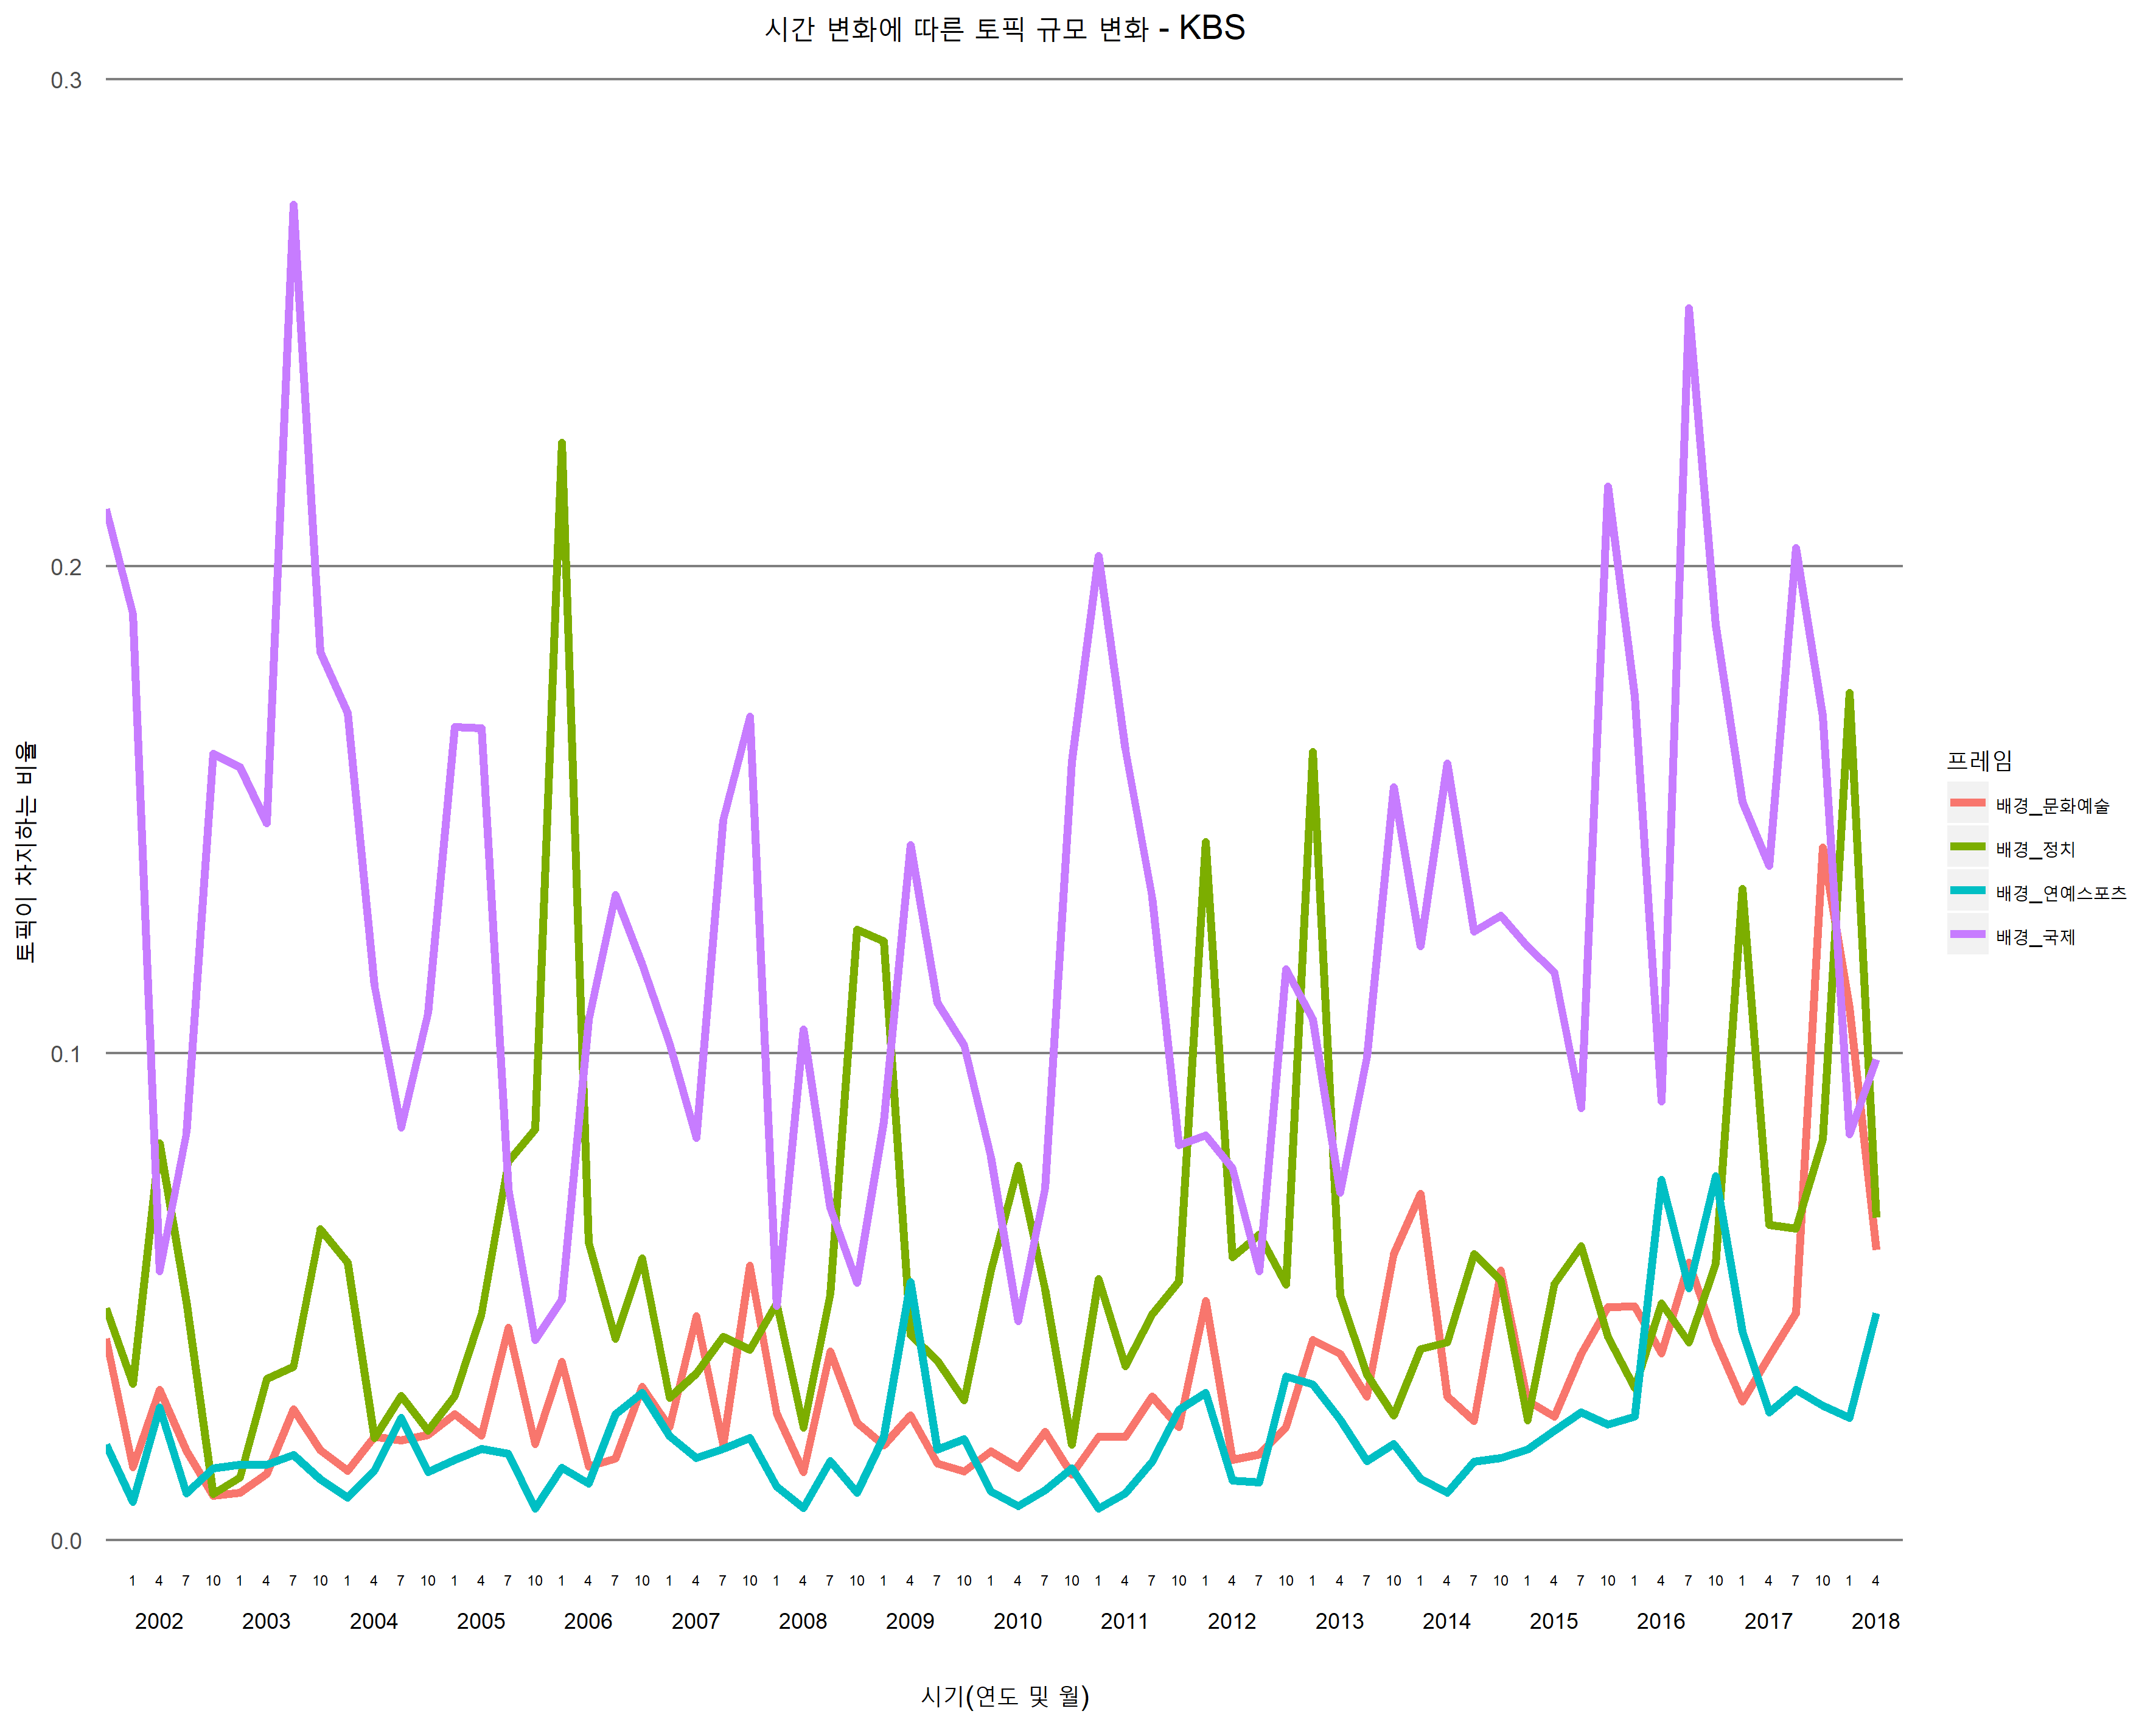 시간 변화에 따른 토픽 규모 변화 - KBS
토픽이 차지하는 비율
0.3
0.2
0.1
0.0
1 4 7 10 1 4 7 10 1 4 7 10 1 4 7 10 1 4 7 10 1 4 7 10 1 4 7 10 1 4 7 10 1 4 7 10 1 4 7 10 1 4 7 10 1 4 7 10 1 4 7 10 1 4 7 10 1 4 7 10 1 4 7 10 1 4
2002 2003 2004 2005 2006 2007 2008 2009 2010 2011 2012 2013 2014 2015 2016 2017 2018
시기(연도 및 월)
프레임
배경_문화예술
배경_정치
배경_연예스포츠
배경_국제